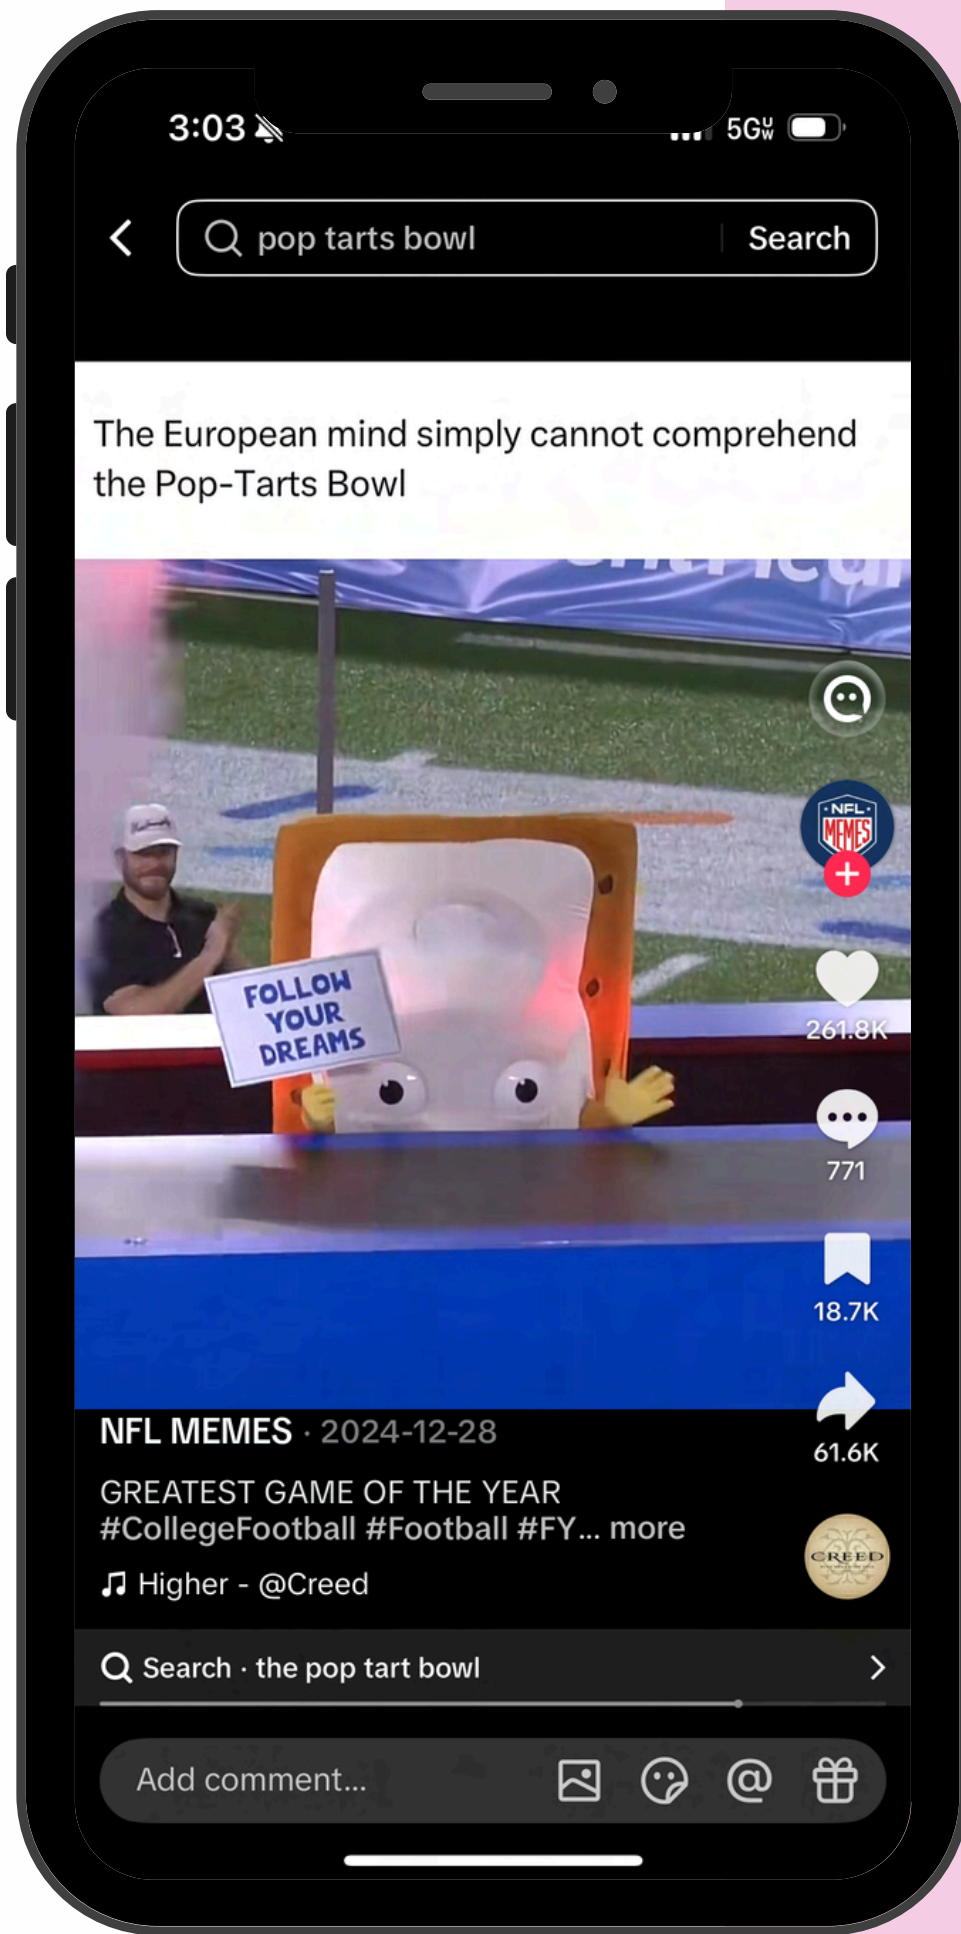 3:03
5G UW
pop tarts bowl
Search
The European mind simply cannot comprehend
the Pop-Tarts Bowl
FOLLOW
YOUR
DREAMS
NFL
MEMES
261.8K
771
18.7K
61.6K
NFL MEMES · 2024-12-28
GREATEST GAME OF THE YEAR
#CollegeFootball #Football #FY... more
CREED
Higher - @Creed
Search · the pop tart bowl
Add comment...